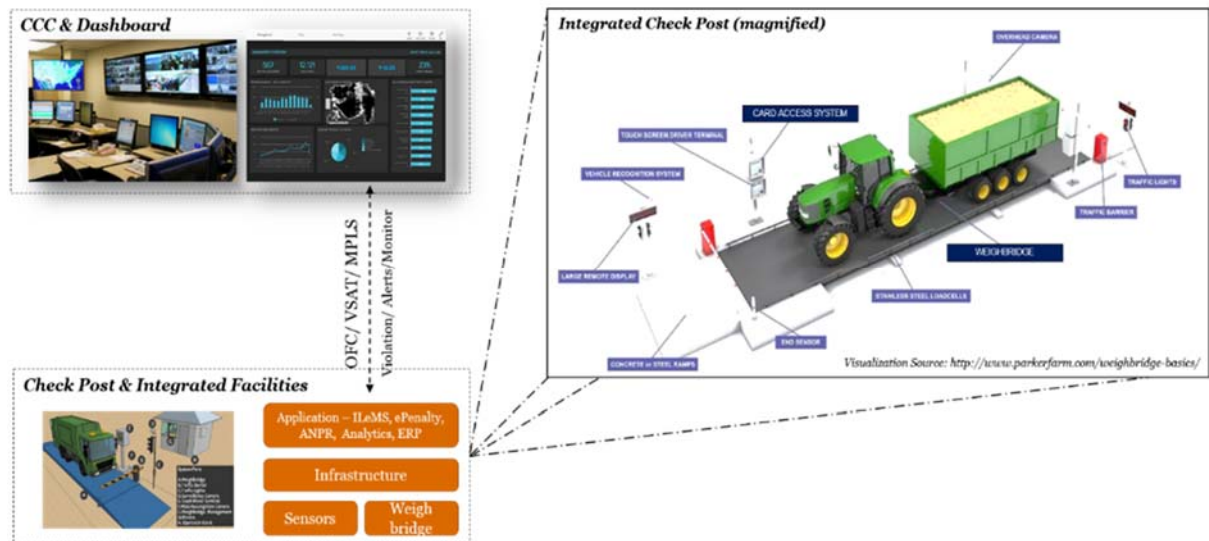 CCC & Dashboard
Integrated Check Post (magnified)
OVERHEAD CAMERA
CARD ACCESS SYSTEM
TOUCH SCREEN DRIVER TERMINAL
VEHICLE RECOGNITION SYSTEM
TRAFFIC LIGHTS
TRAFFIC BARRIER
WEIGHBRIDGE
LARGE REMOTE DISPLAY
STAINLESS STEEL LOADCELLS
END SENSOR
CONCRETE or STEEL RAMPS
Visualization Source: http://www.parkerfarm.com/weighbridge-basics/
OFC/ VSAT/ MPLS
Violation/ Alerts/Monitor
Check Post & Integrated Facilities
Application – ILeMS, ePenalty,
ANPR, Analytics, ERP
Infrastructure
Sensors
Weigh
bridge